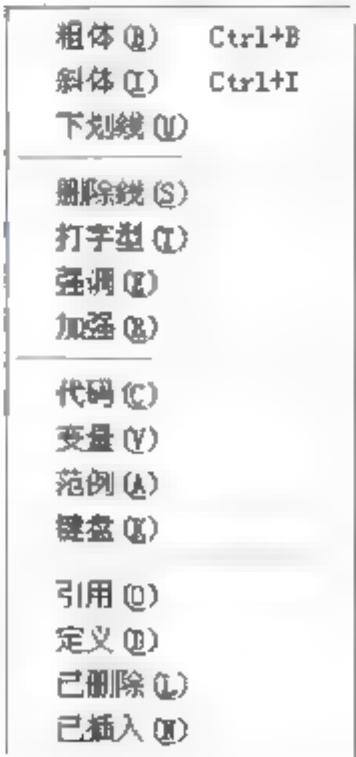 粗体(B) Ctrl+B
斜体(I) Ctrl+I
下划线(U)
删除线(S)
打字型(T)
强调(E)
加强(R)
代码(C)
变量(V)
范例(A)
键盘(K)
引用(O)
定义(D)
已删除(L)
已插入(N)